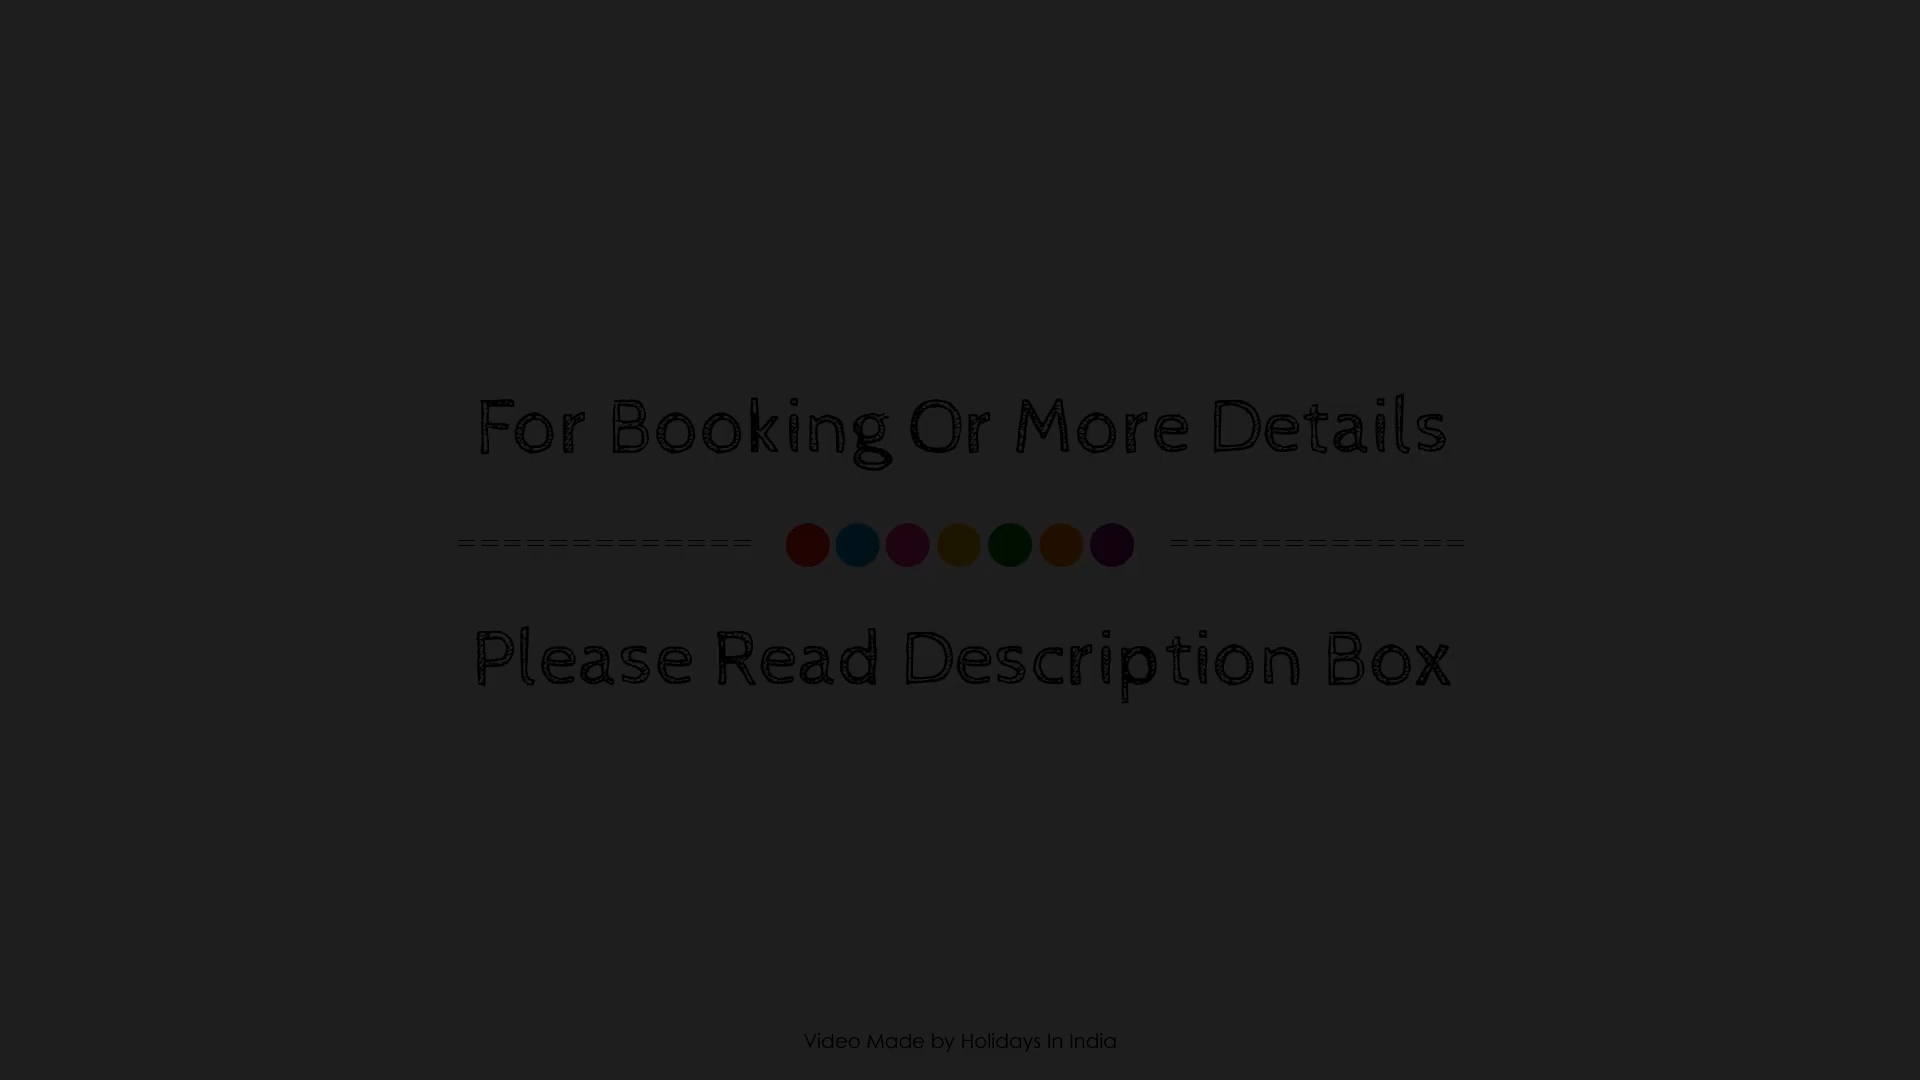 For Booking Or More Details
============= =============
Please Read Description Box
Video Made by Holidays In India